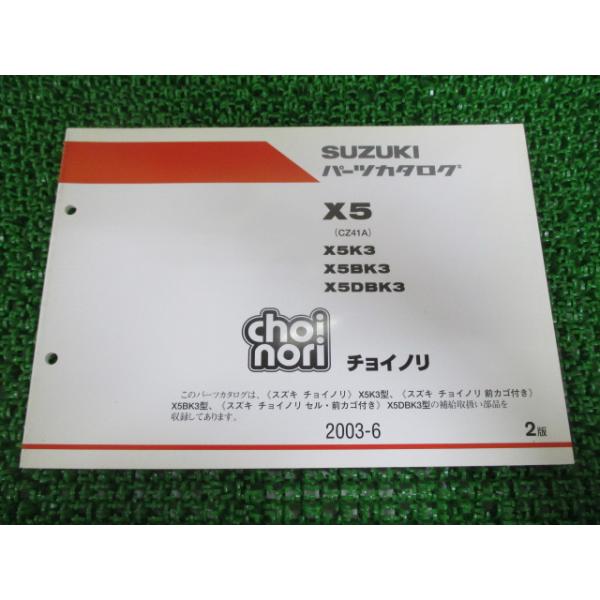 SUZUKI
パーツカタログ
X5
(CZ41A)
X5K3
X5BK3
X5DBK3
choi
nori
チョイノリ
このパーツカタログは、〈スズキ チョイノリ〉X5K3型、〈スズキ チョイノリ 前カゴ付き〉
X5BK3型、〈スズキ チョイノリ セル・前カゴ付き〉X5DBK3型の補給取扱い部品を
収録してあります。
2003-6
2版